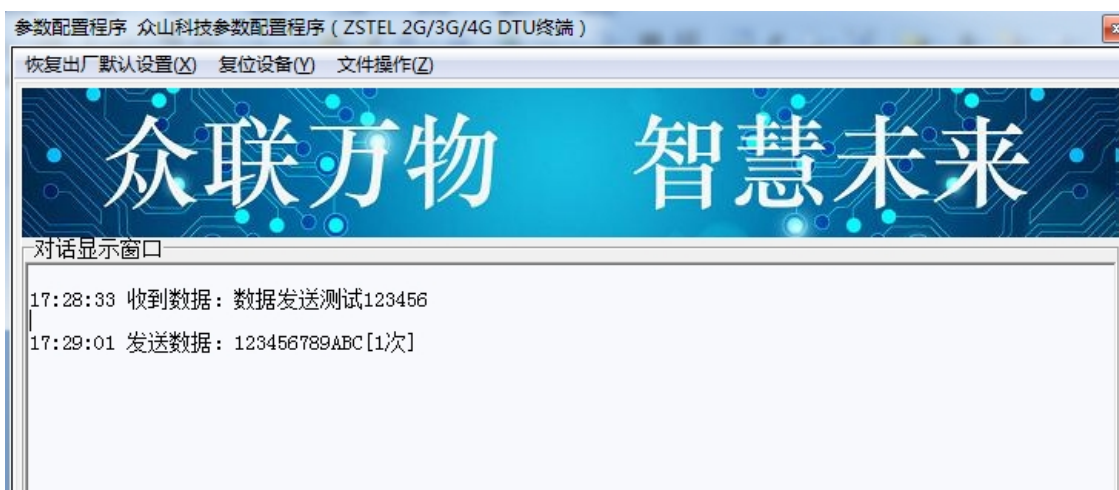 参数配置程序 众山科技参数配置程序 ( ZSTEL 2G/3G/4G DTU终端 )
恢复出厂默认设置(X) 复位设备(Y) 文件操作(Z)
众联万物 智慧未来
对话显示窗口
17:28:33 收到数据: 数据发送测试123456
17:29:01 发送数据: 123456789ABC[1次]